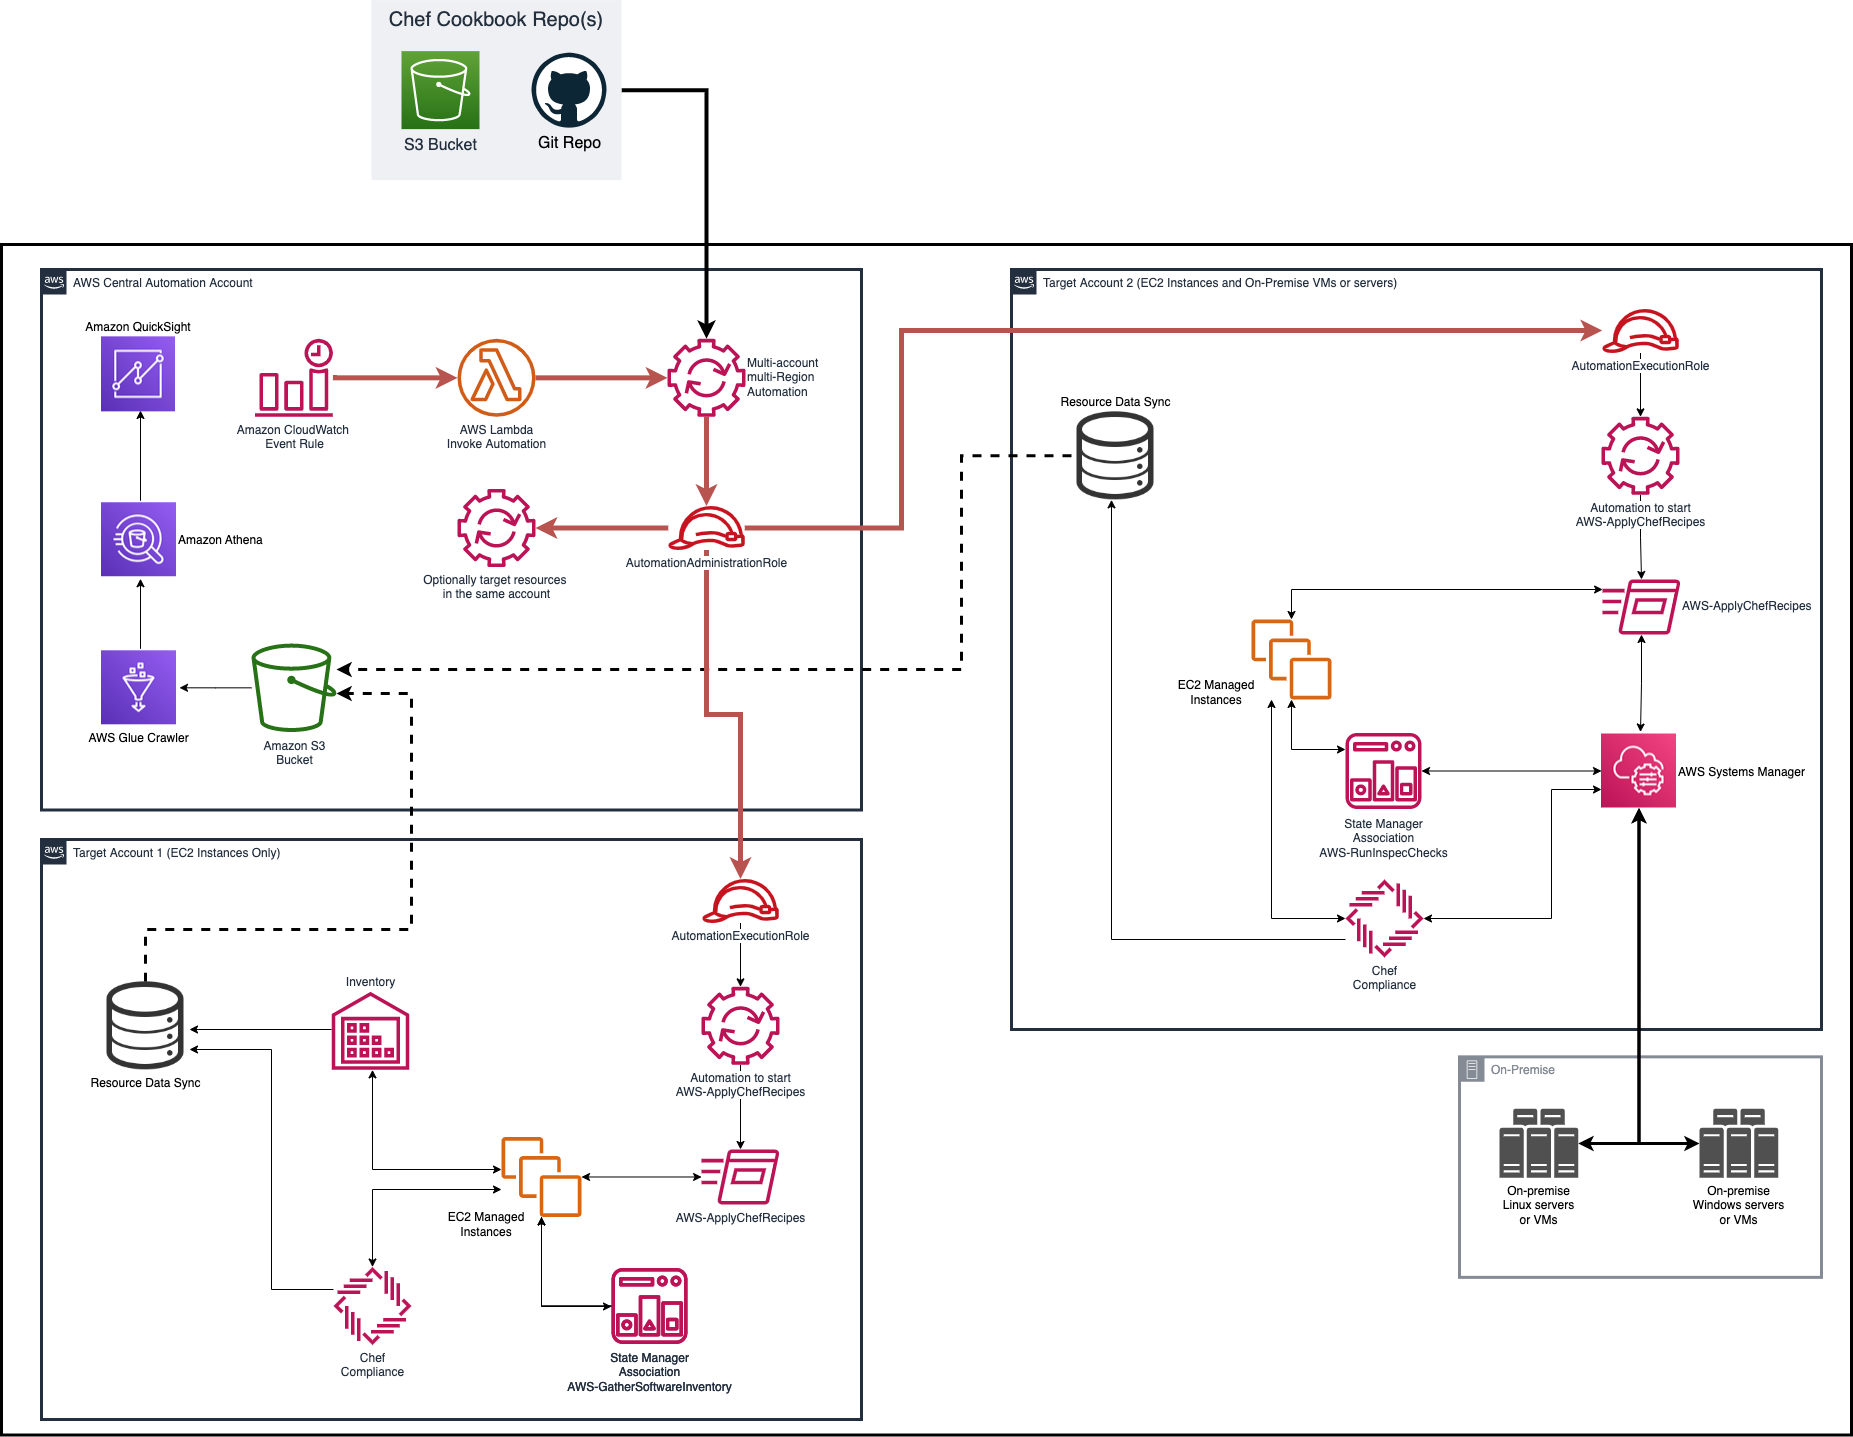 Chef Cookbook Repo(s)
S3 Bucket
Git Repo
aws
AWS Central Automation Account
Amazon QuickSight
Amazon CloudWatch
Event Rule
AWS Lambda
Invoke Automation
Multi-account
multi-Region
Automation
Amazon Athena
Optionally target resources
in the same account
AutomationAdministrationRole
AWS Glue Crawler
Amazon S3
Bucket
aws
Target Account 1 (EC2 Instances Only)
AutomationExecutionRole
Inventory
Resource Data Sync
Automation to start
AWS-ApplyChefRecipes
EC2 Managed
Instances
AWS-ApplyChefRecipes
Chef
Compliance
State Manager
Association
AWS-GatherSoftwareInventory
aws
Target Account 2 (EC2 Instances and On-Premise VMs or servers)
AutomationExecutionRole
Resource Data Sync
Automation to start
AWS-ApplyChefRecipes
AWS-ApplyChefRecipes
EC2 Managed
Instances
AWS Systems Manager
State Manager
Association
AWS-RunInspecChecks
Chef
Compliance
On-Premise
On-premise
Linux servers
or VMs
On-premise
Windows servers
or VMs